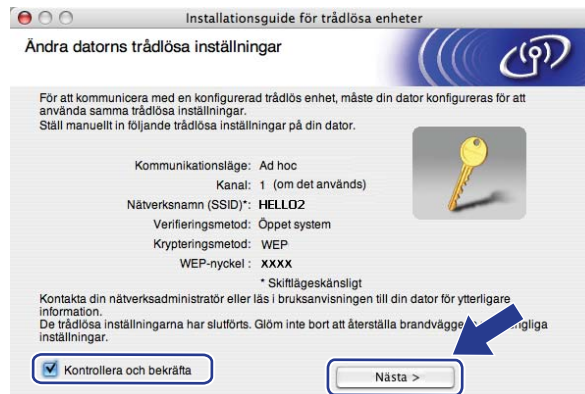 Installationsguide för trådlösa enheter
Ändra datorns trådlösa inställningar
För att kommunicera med en konfigurerad trådlös enhet, måste din dator konfigureras för att
använda samma trådlösa inställningar.
Ställ manuellt in följande trådlösa inställningar på din dator.
Kommunikationsläge: Ad hoc
Kanal: 1 (om det används)
Nätverksnamn (SSID)*: HELLO2
Verifieringsmetod: Öppet system
Krypteringsmetod: WEP
WEP-nyckel : XXXX
* Skiftlägeskänsligt
Kontakta din nätverksadministratör eller läs i bruksanvisningen till din dator för ytterligare
information.
De trådlösa inställningarna har slutförts. Glöm inte bort att återställa
inställningar.
Kontrollera och bekräfta
Nästa >